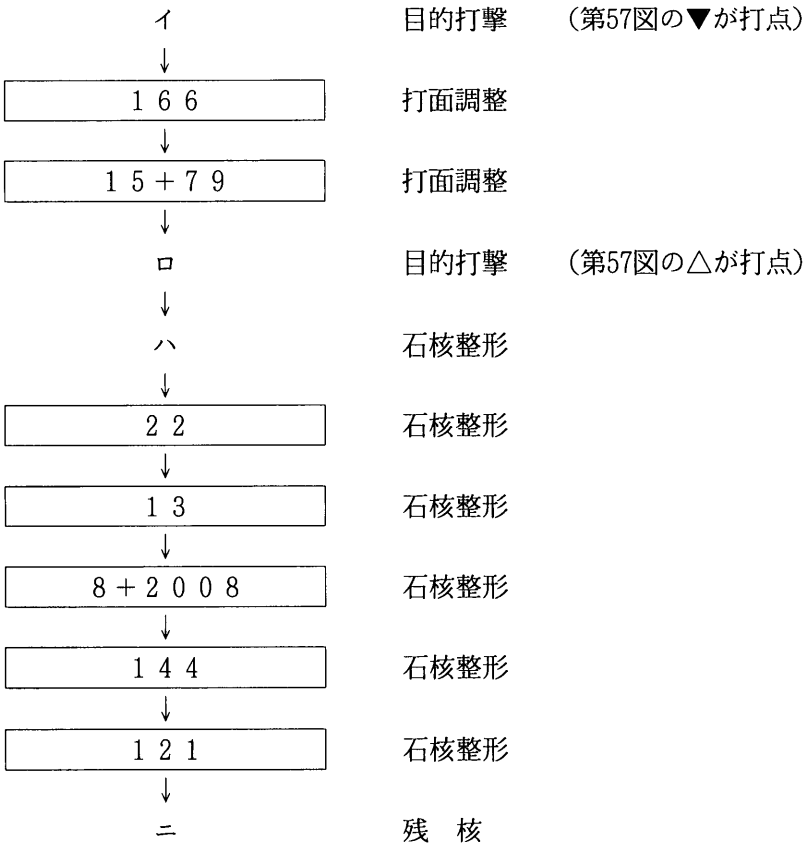 イ 目的打撃 （第57図の▼が打点）
↓
166 打面調整
↓
15+79 打面調整
↓
ロ 目的打撃 （第57図の△が打点）
↓
ハ 石核整形
↓
22 石核整形
↓
13 石核整形
↓
8+2008 石核整形
↓
144 石核整形
↓
121 石核整形
↓
ニ 残 核